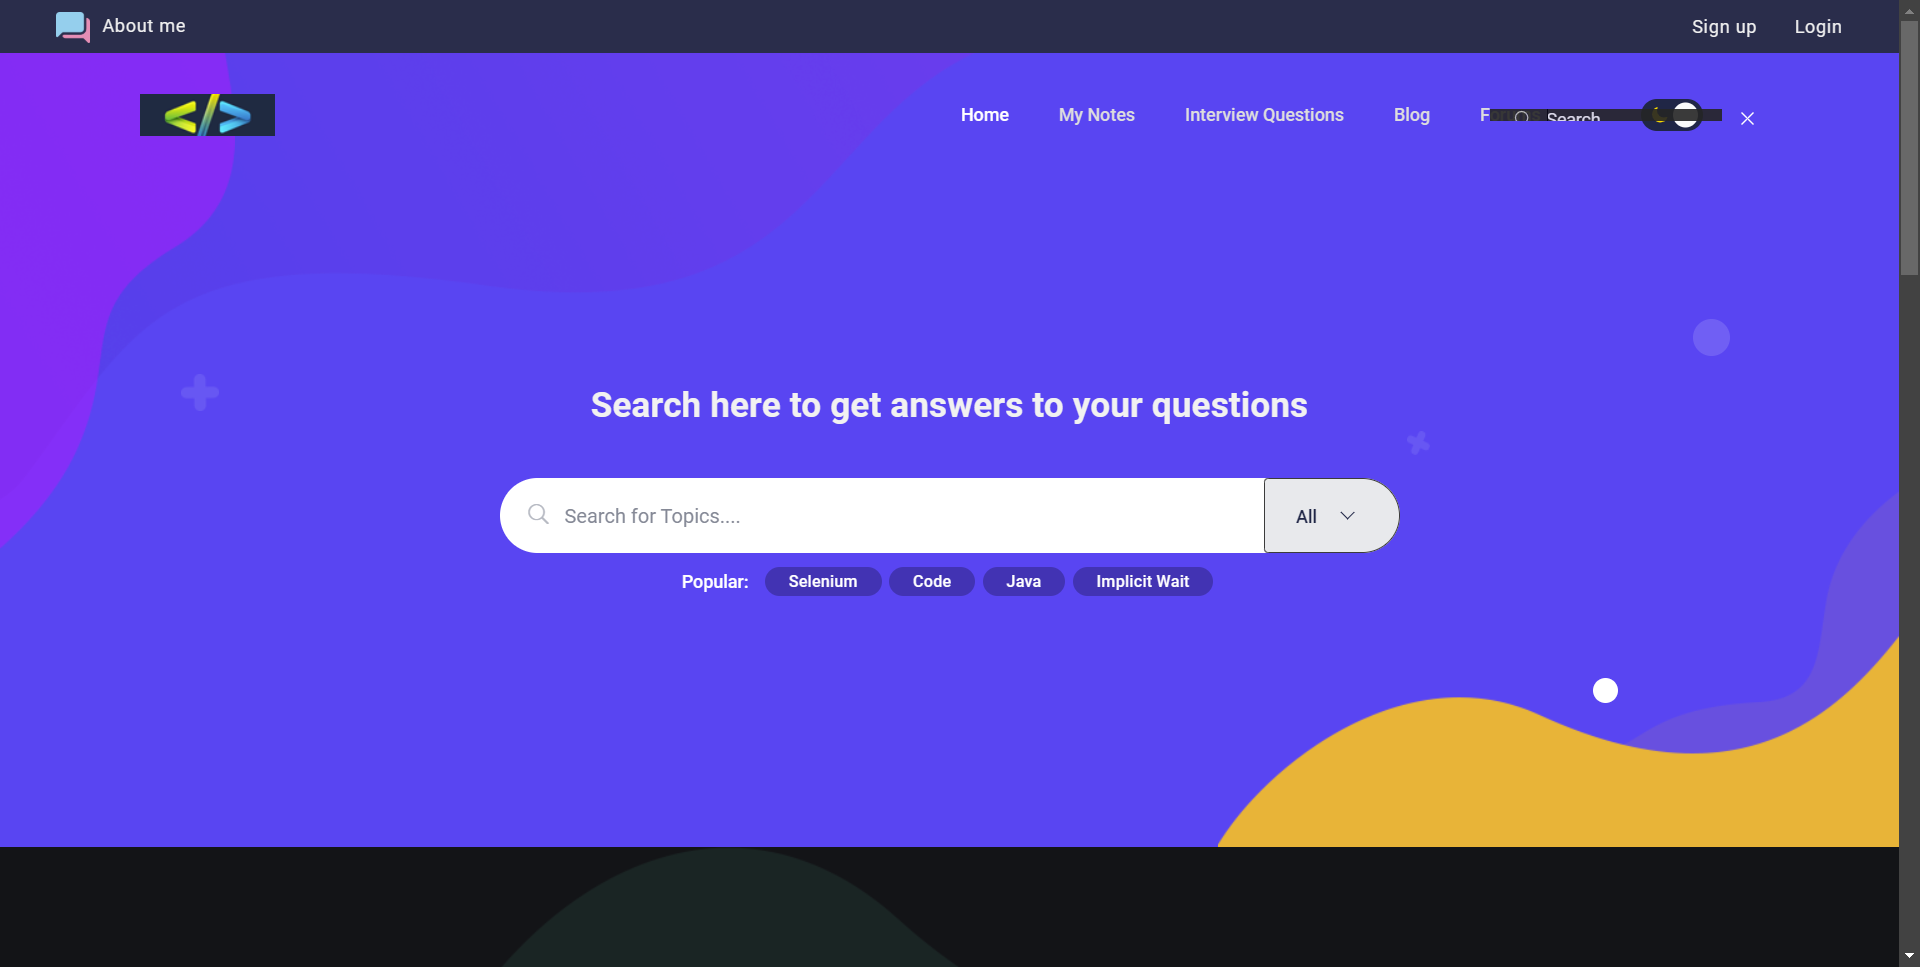 About me
Sign up
Login
</>
Home
My Notes
Interview Questions
Blog
Search
Search here to get answers to your questions
Search for Topics....
All
Popular:
Selenium
Code
Java
Implicit Wait